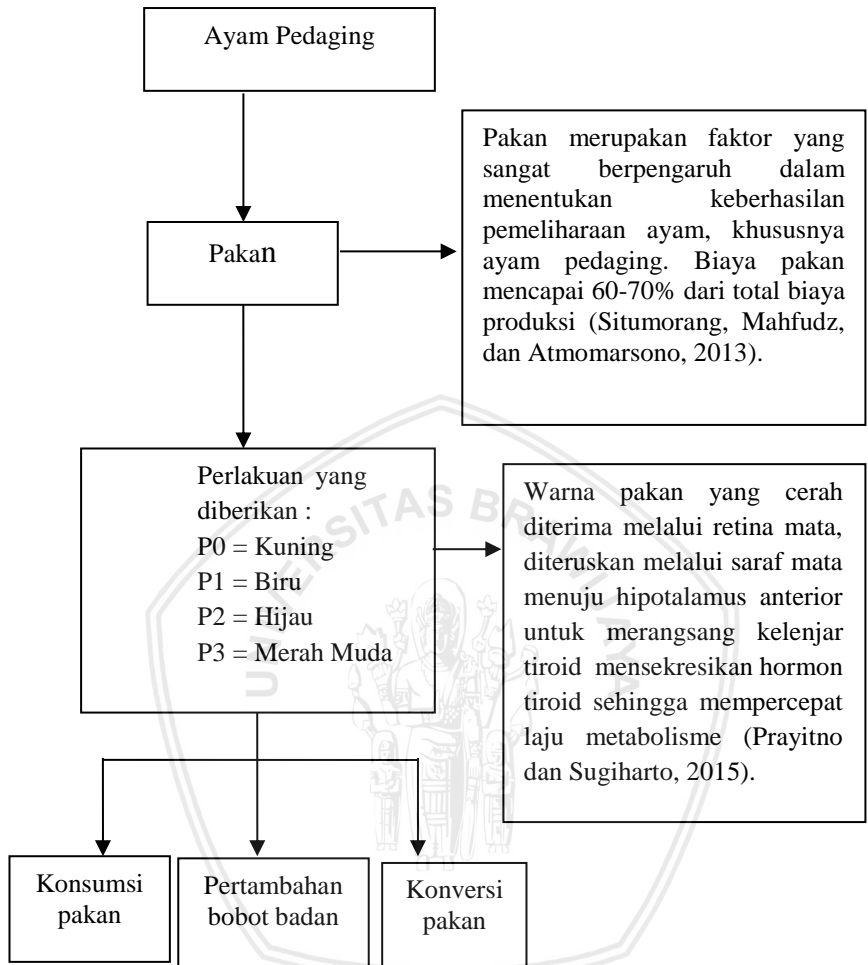 Ayam Pedaging
Pakan merupakan faktor yang
sangat berpengaruh dalam
menentukan keberhasilan
pemeliharaan ayam, khususnya
ayam pedaging. Biaya pakan
mencapai 60-70% dari total biaya
produksi (Situmorang, Mahfudz,
dan Atmomarsono, 2013).
Pakan
Perlakuan yang
diberikan :
P0 = Kuning
P1 = Biru
P2 = Hijau
P3 = Merah Muda
Warna pakan yang cerah
diterima melalui retina mata,
diteruskan melalui saraf mata
menuju hipotalamus anterior
untuk merangsang kelenjar
tiroid mensekresikan hormon
tiroid sehingga mempercepat
laju metabolisme (Prayitno
dan Sugiharto, 2015).
Konsumsi
pakan
Pertambahan
bobot badan
Konversi
pakan
UNIVERSITAS BRAWIJAYA